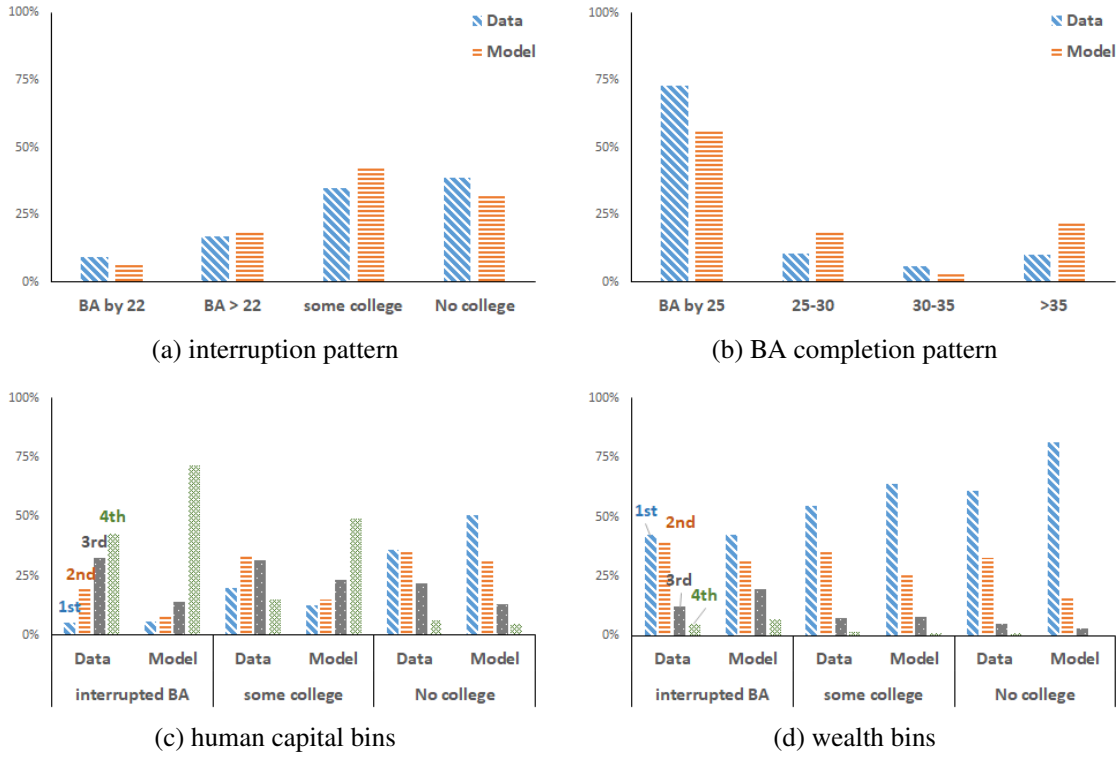 100%
Data
Model
75%
50%
25%
0%
BA by 22 BA > 22 some college No college
(a) interruption pattern
100%
Data
Model
75%
50%
25%
0%
BA by 25 25-30 30-35 >35
(b) BA completion pattern
100%
75%
50%
25%
0%
4th
3rd
2nd
1st
Data Model Data Model Data Model
interrupted BA some college No college
(c) human capital bins
100%
75%
50%
25%
0%
1st 2nd
3rd
4th
Data Model Data Model Data Model
interrupted BA some college No college
(d) wealth bins